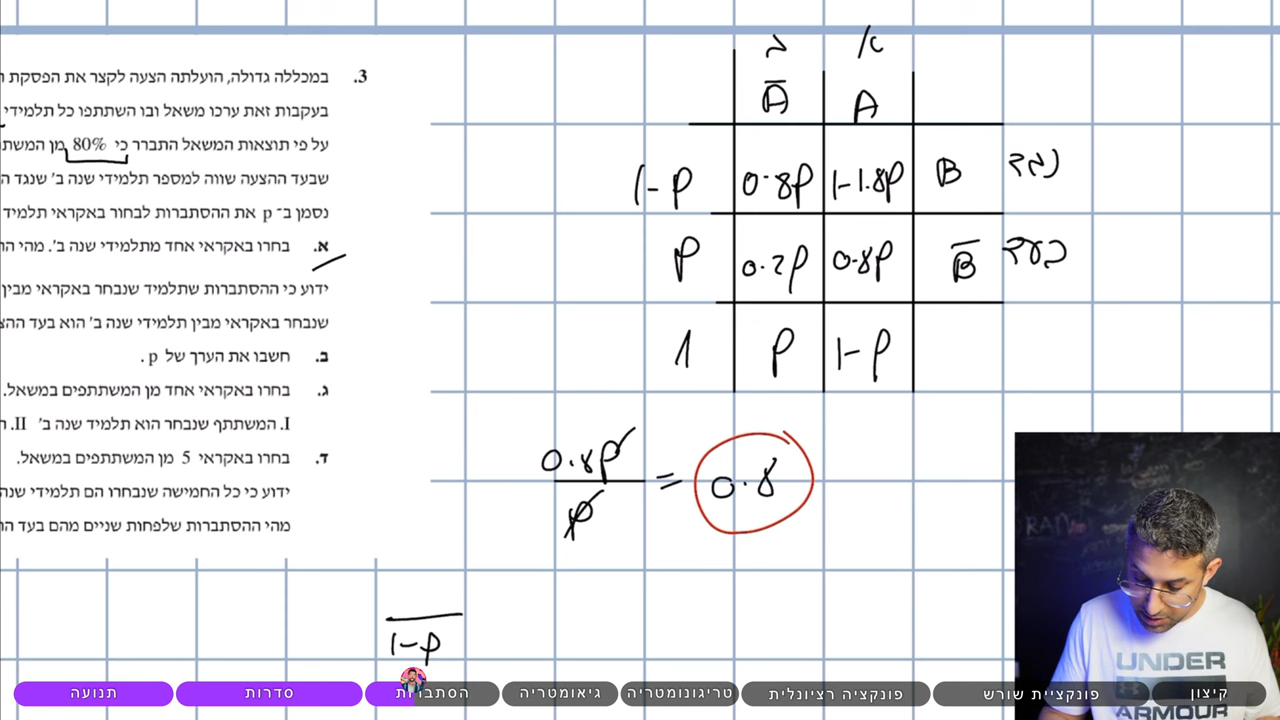 3. במכללה גדולה, הועלתה הצעה לקצר את הפסקת
בעקבות זאת ערכו משאל ובו השתתפו כל תלמידי
על פי תוצאות המשאל התברר כי 80% מן
שבעד ההצעה שווה למספר תלמידי שנה ב' שנגד
נסמן ב־ p את ההסתברות לבחור באקראי תלמיד
א. בחרו באקראי אחד מתלמידי שנה ב'. מהי
ידוע כי ההסתברות שתלמיד שנבחר באקראי מבין
שנבחר באקראי מבין תלמידי שנה ב' הוא בעד
ב. חשבו את הערך של p .
ג. בחרו באקראי אחד מן המשתתפים במשאל.
I. המשתתף שנבחר הוא תלמיד שנה ב' II.
ד. בחרו באקראי 5 מן המשתתפים במשאל.
ידוע כי כל החמישה שנבחרו הם תלמידי
מהי ההסתברות שלפחות שניים מהם בעד
א ב
A Ā
נגד B 1-1.8p 0.8p 1-p
בעד B̄ 0.8p 0.2p p
1-p p 1
0.8p/p = 0.8
1-p
UNDER
ARMOUR
תנועה סדרות הסתברות גיאומטריה טריגונומטריה פונקציה רציונלית פונקציית שורש קיצון